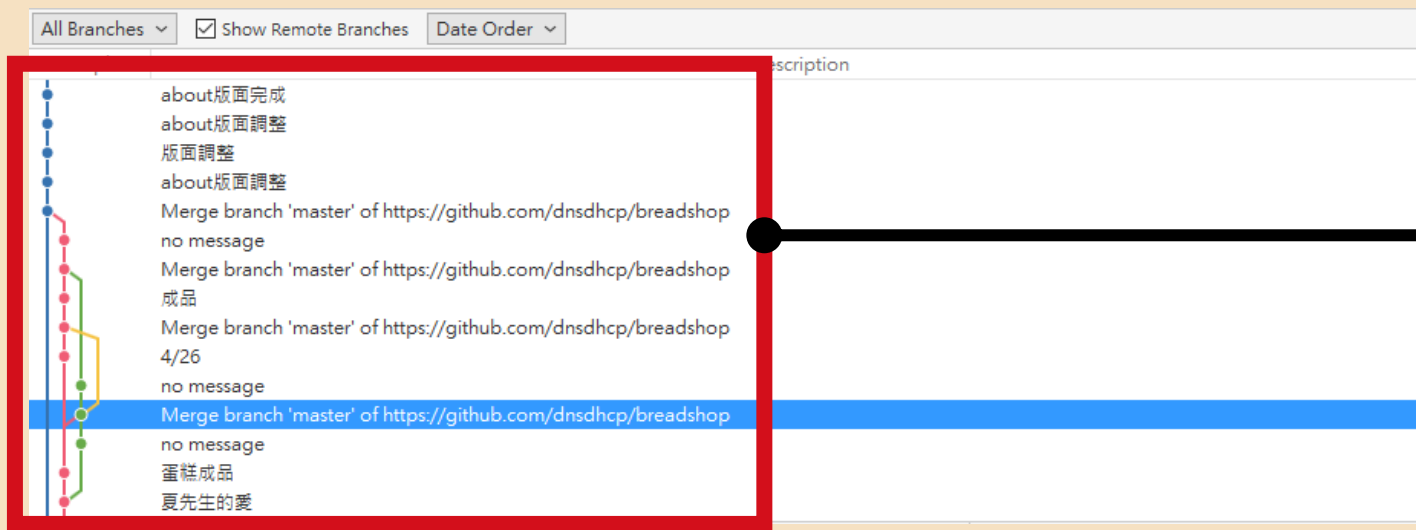 All Branches Show Remote Branches Date Order
escription
about版面完成
about版面調整
版面調整
about版面調整
Merge branch 'master' of https://github.com/dnsdhcp/breadshop
no message
Merge branch 'master' of https://github.com/dnsdhcp/breadshop
成品
Merge branch 'master' of https://github.com/dnsdhcp/breadshop
4/26
no message
Merge branch 'master' of https://github.com/dnsdhcp/breadshop
no message
蛋糕成品
夏先生的愛